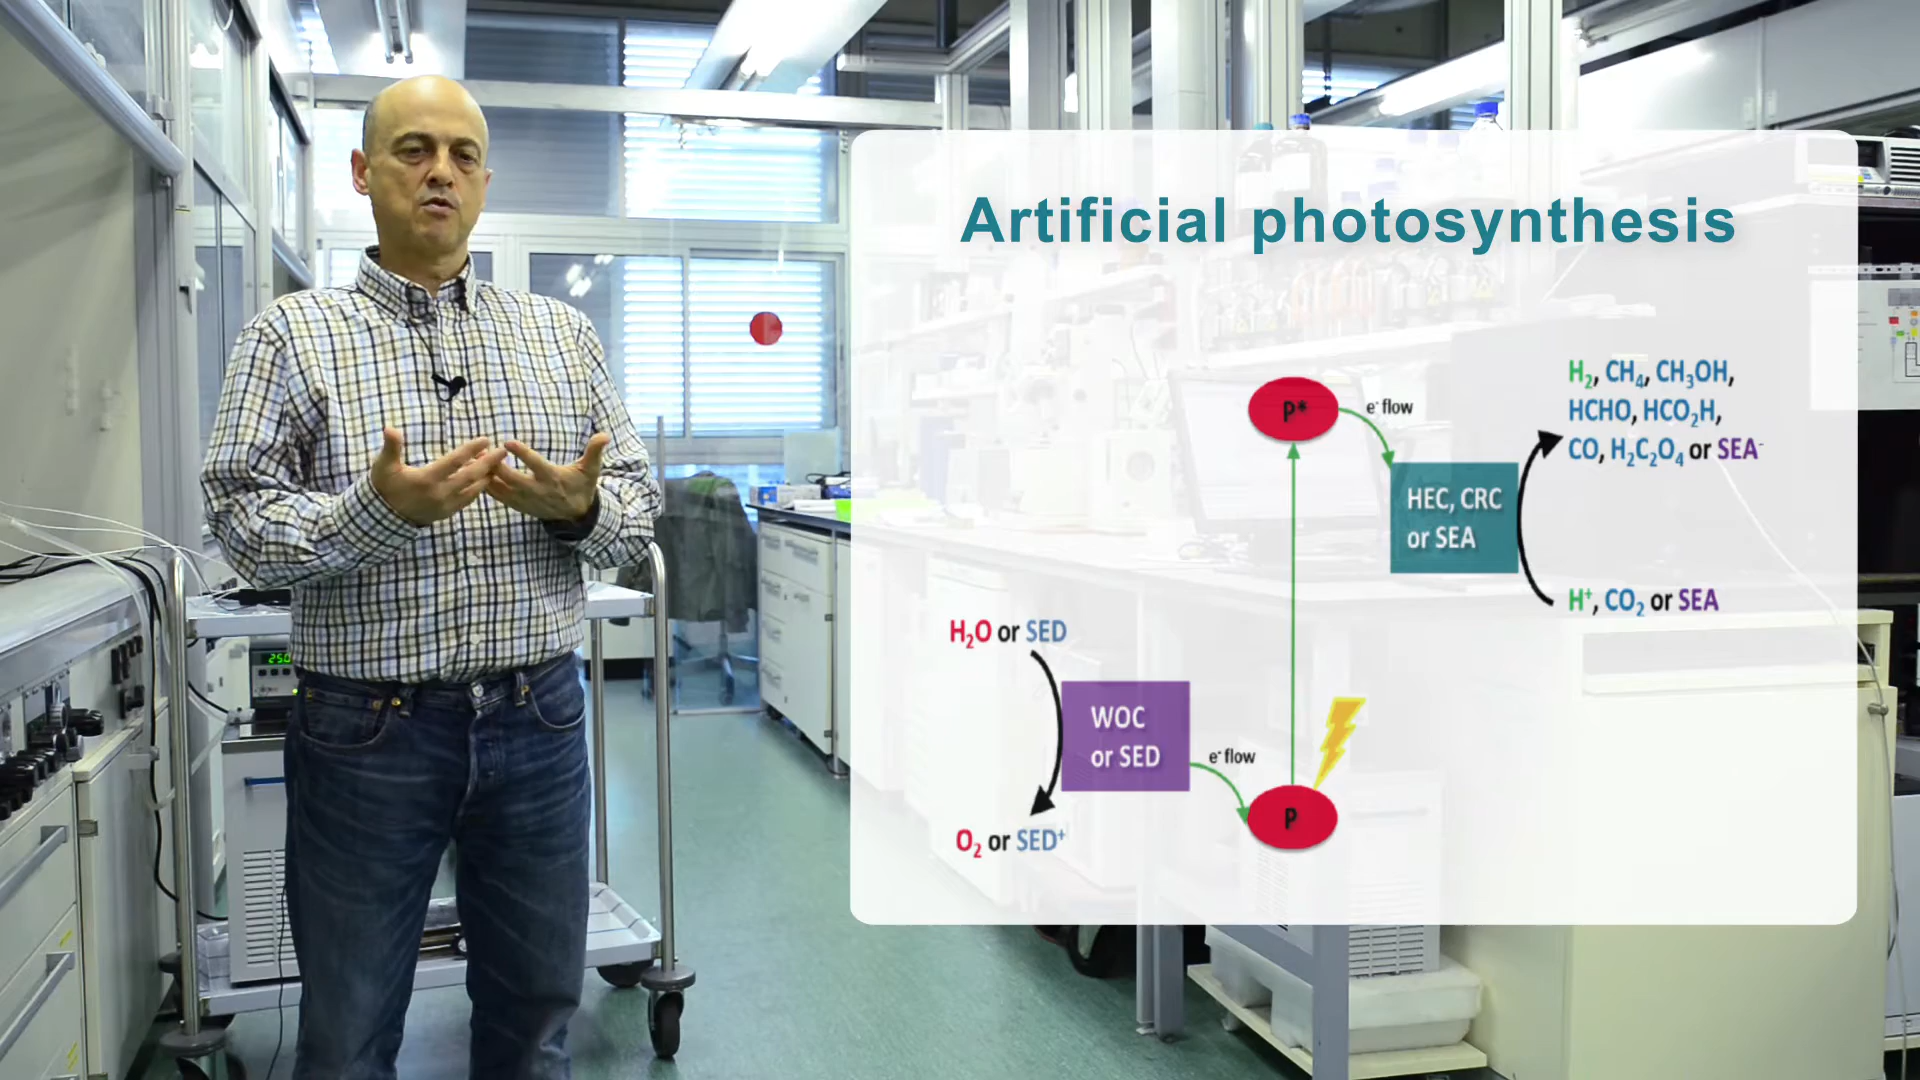 Artificial photosynthesis
P*
e⁻ flow
H₂, CH₄, CH₃OH,
HCHO, HCO₂H,
CO, H₂C₂O₄ or SEA⁻
HEC, CRC
or SEA
H⁺, CO₂ or SEA
H₂O or SED
WOC
or SED
e⁻ flow
P
O₂ or SED⁺
250